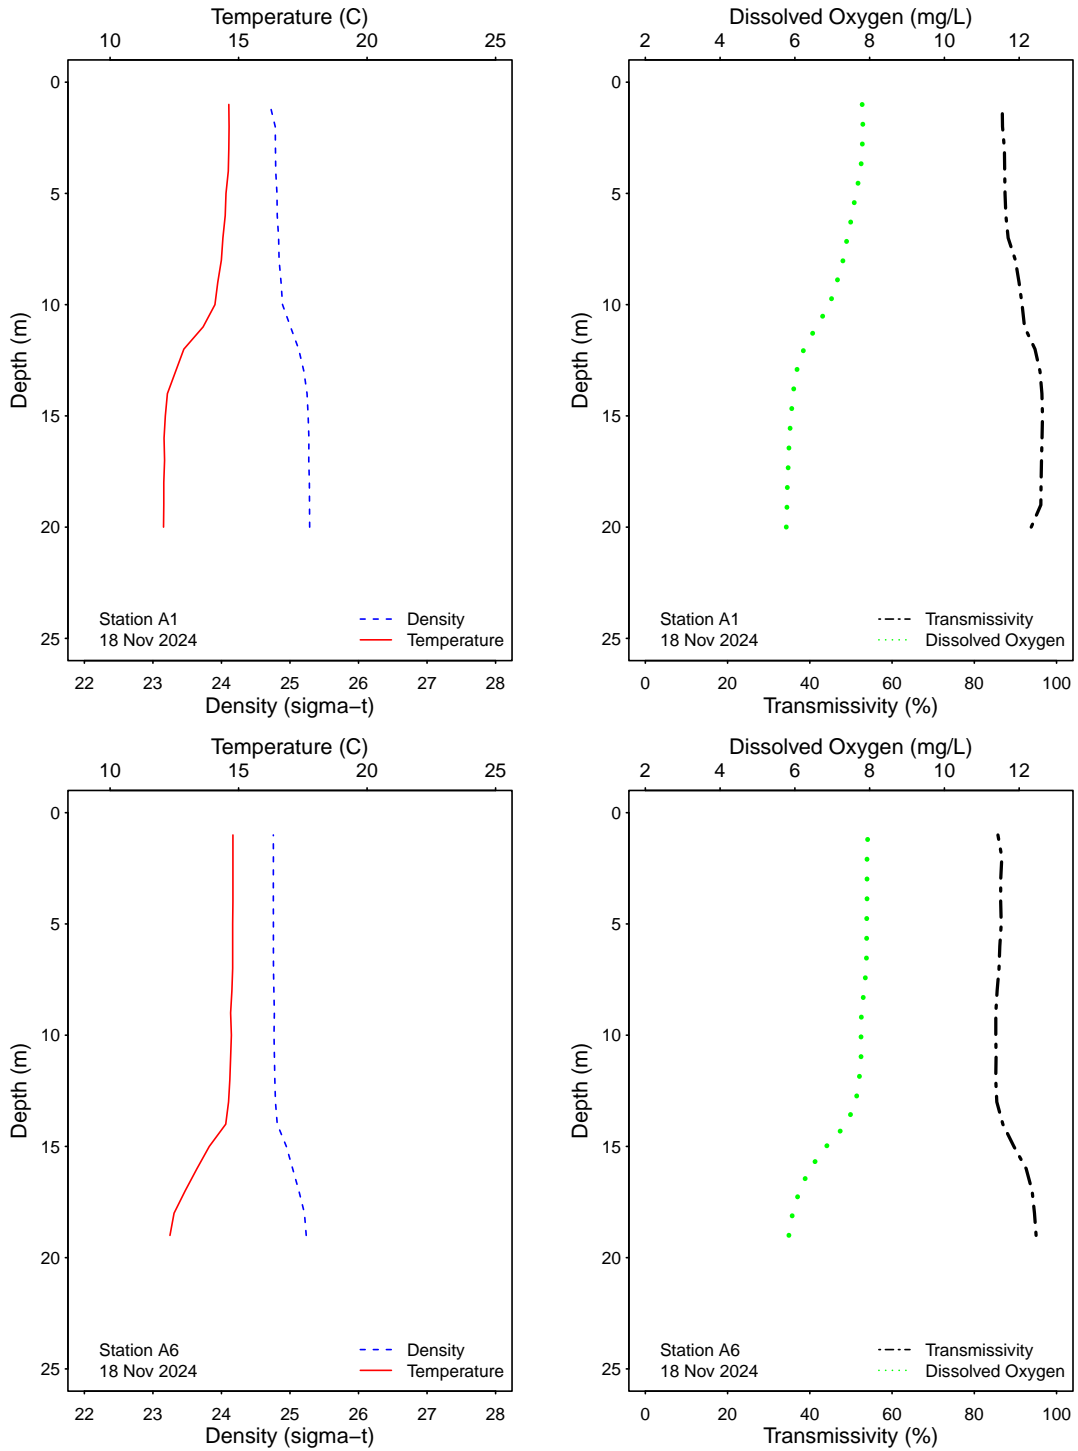 Temperature (C)
10 15 20 25
0
5
10
15
20
25
Depth (m)
Station A1
18 Nov 2024
Density
Temperature
22 23 24 25 26 27 28
Density (sigma−t)
Dissolved Oxygen (mg/L)
2 4 6 8 10 12
0
5
10
15
20
25
Depth (m)
Station A1
18 Nov 2024
Transmissivity
Dissolved Oxygen
0 20 40 60 80 100
Transmissivity (%)
Temperature (C)
10 15 20 25
0
5
10
15
20
25
Depth (m)
Station A6
18 Nov 2024
Density
Temperature
22 23 24 25 26 27 28
Density (sigma−t)
Dissolved Oxygen (mg/L)
2 4 6 8 10 12
0
5
10
15
20
25
Depth (m)
Station A6
18 Nov 2024
Transmissivity
Dissolved Oxygen
0 20 40 60 80 100
Transmissivity (%)